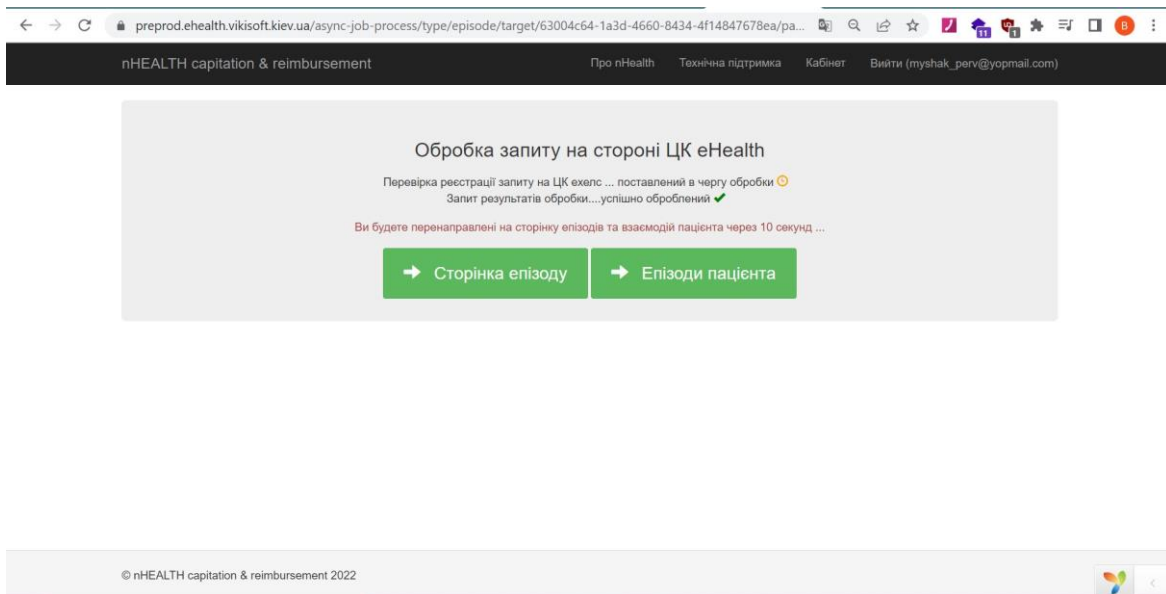 preprod.ehealth.vikisoft.kiev.ua/async-job-process/type/episode/target/63004c64-1a3d-4660-8434-4f14847678ea/pa...
11
1
B
nHEALTH capitation & reimbursement
Про nHealth
Технічна підтримка
Кабінет
Вийти (myshak_perv@yopmail.com)
Обробка запиту на стороні ЦК eHealth
Перевірка реєстрації запиту на ЦК ехелс ... поставлений в чергу обробки
Запит результатів обробки....успішно оброблений
Ви будете перенаправлені на сторінку епізодів та взаємодій пацієнта через 10 секунд ...
Сторінка епізоду
Епізоди пацієнта
© nHEALTH capitation & reimbursement 2022